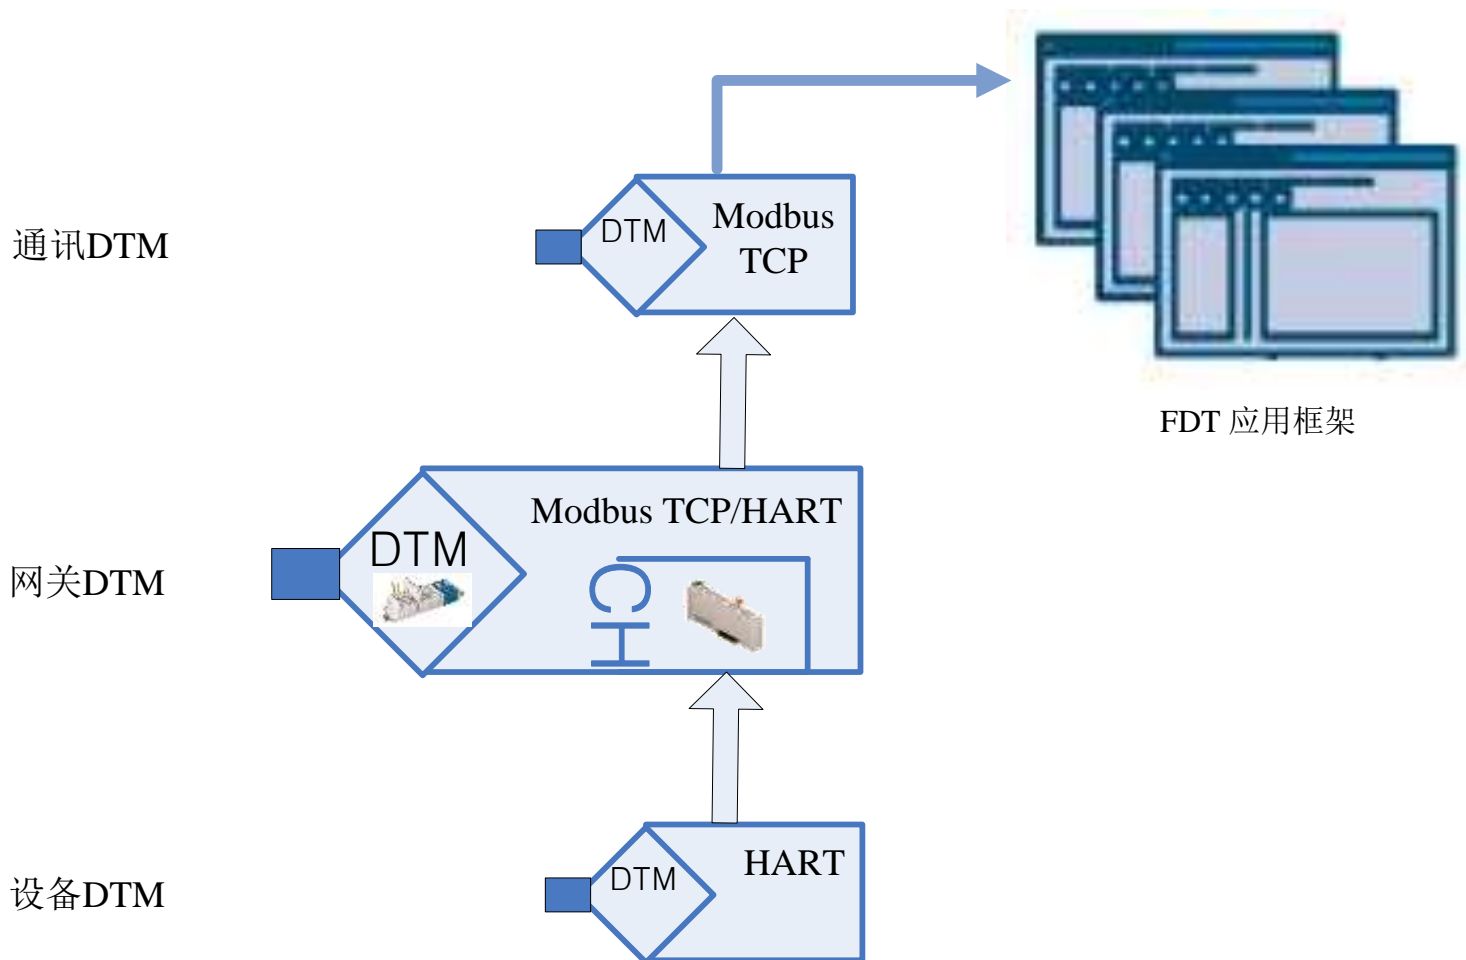 通讯DTM
DTM
Modbus
TCP
FDT 应用框架
网关DTM
DTM
Modbus TCP/HART
CH
设备DTM
DTM
HART